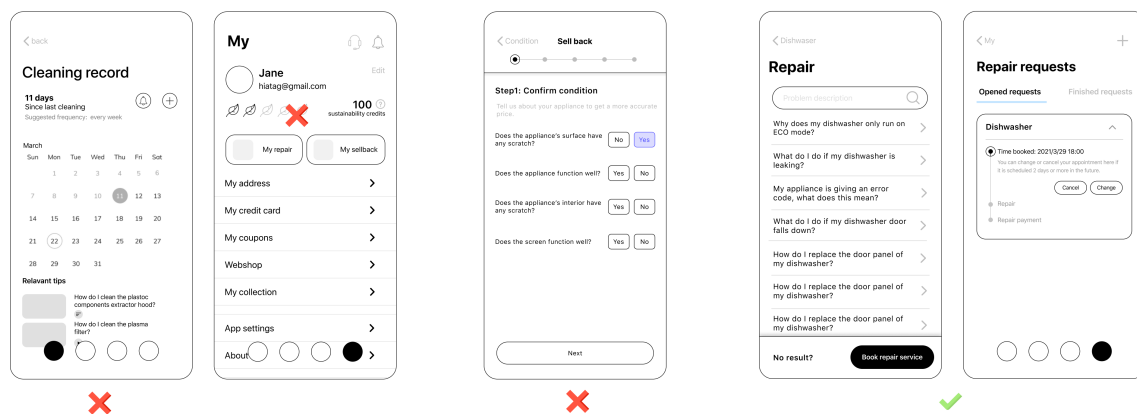 back
Cleaning record
11 days
Since last cleaning
Suggested frequency: every week
March
Sun Mon Tue Wed Thu Fri Sat
1 2 3 4 5 6
7 8 9 10 11 12 13
14 15 16 17 18 19 20
21 22 23 24 25 26 27
28 29 30 31
Relavant tips
How do I clean the plastoc
components extractor hood?
How do I clean the plasma
filter?
My
Jane
Edit
hiatag@gmail.com
100 ?
sustainability credits
My repair
My sellback
My address
My credit card
My coupons
Webshop
My collection
App settings
About
Condition Sell back
Step1: Confirm condition
Tell us about your appliance to get a more accurate
price.
Does the appliance's surface have
any scratch?
No Yes
Does the appliance function well?
Yes No
Does the appliance's interior have
any scratch?
Yes No
Does the screen function well?
Yes No
Next
Dishwaser
Repair
Problem description
Why does my dishwasher only run on
ECO mode?
What do I do if my dishwasher is
leaking?
My appliance is giving an error
code, what does this mean?
What do I do if my dishwasher door
falls down?
How do I replace the door panel of
my dishwasher?
How do I replace the door panel of
my dishwasher?
How do I replace the door panel of
my dishwasher?
No result?
Book repair service
My
Repair requests
Opened requests Finished requests
Dishwasher
Time booked: 2021/3/29 18:00
You can change or cancel your appointment here if
it is scheduled 2 days or more in the future.
Cancel Change
Repair
Repair payment